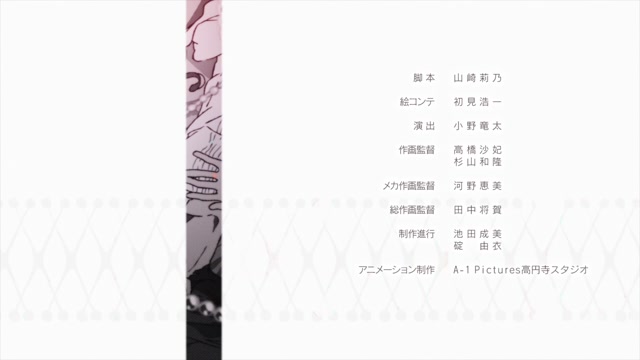 脚本 山崎莉乃
絵コンテ 初見浩一
演出 小野竜太
作画監督 髙橋沙妃
杉山和隆
メカ作画監督 河野恵美
総作画監督 田中将賀
制作進行 池田成美
碇 由衣
アニメーション制作 A-1 Pictures高円寺スタジオ